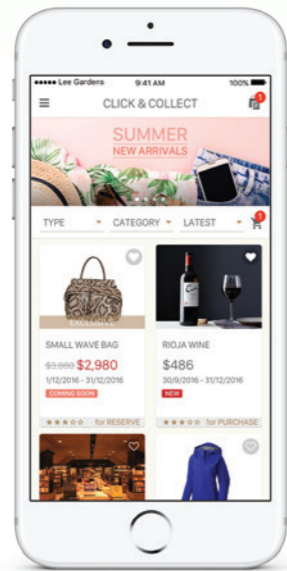 Lee Gardens 9:41 AM 100%
CLICK & COLLECT
1
SUMMER
NEW ARRIVALS
TYPE CATEGORY LATEST
1
EXCLUSIVE
SMALL WAVE BAG
$3,880 $2,980
1/12/2016 - 31/12/2016
COMING SOON
★★★☆☆ for RESERVE
RIOJA WINE
$486
30/9/2016 - 31/12/2016
NEW
★★★☆☆ for PURCHASE